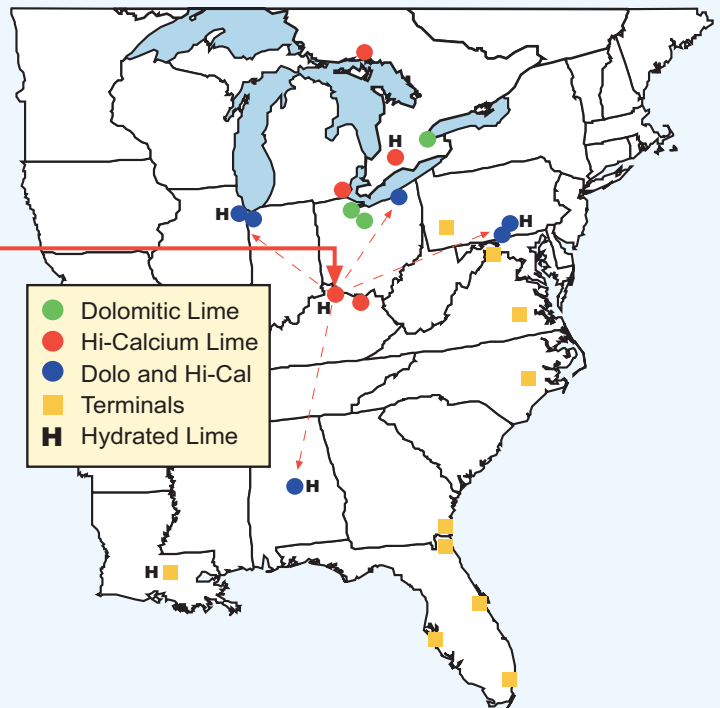 H
H
H
H
Dolomitic Lime
Hi-Calcium Lime
Dolo and Hi-Cal
Terminals
H Hydrated Lime
H
H